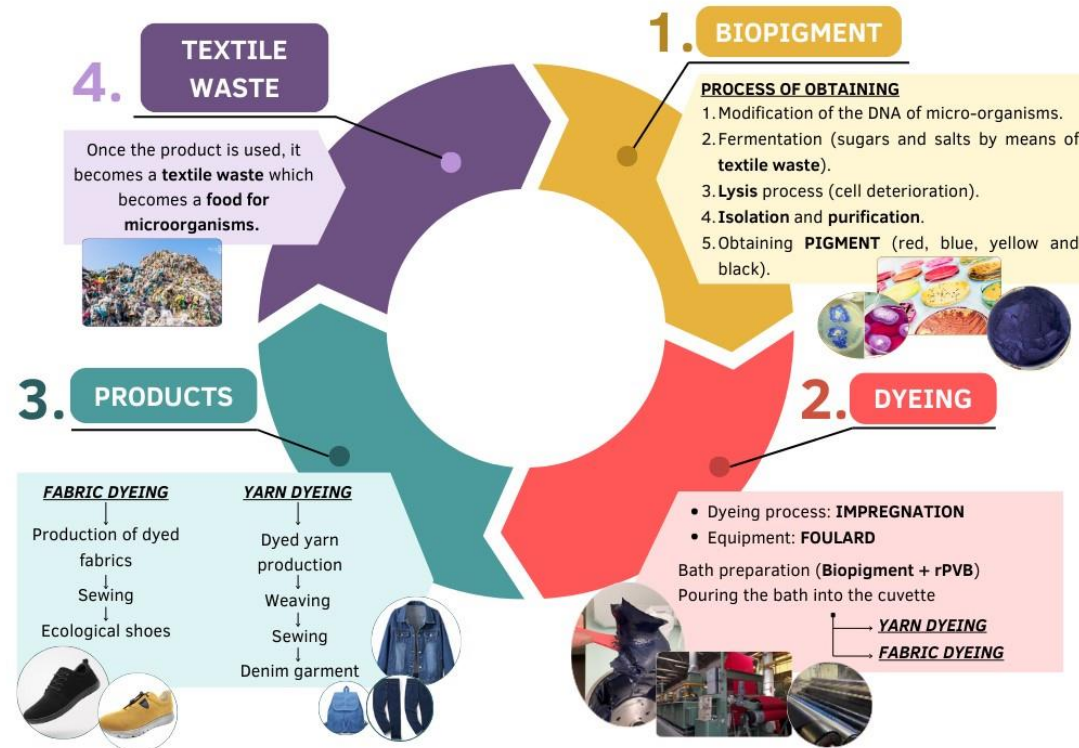 1. BIOPIGMENT
PROCESS OF OBTAINING
1. Modification of the DNA of micro-organisms.
2. Fermentation (sugars and salts by means of
textile waste).
3. Lysis process (cell deterioration).
4. Isolation and purification.
5. Obtaining PIGMENT (red, blue, yellow and
black).
2. DYEING
• Dyeing process: IMPREGNATION
• Equipment: FOULARD
Bath preparation (Biopigment + rPVB)
Pouring the bath into the cuvette
YARN DYEING
FABRIC DYEING
3. PRODUCTS
FABRIC DYEING
Production of dyed
fabrics
Sewing
Ecological shoes
YARN DYEING
Dyed yarn
production
Weaving
Sewing
Denim garment
4. TEXTILE
WASTE
Once the product is used, it
becomes a textile waste which
becomes a food for
microorganisms.